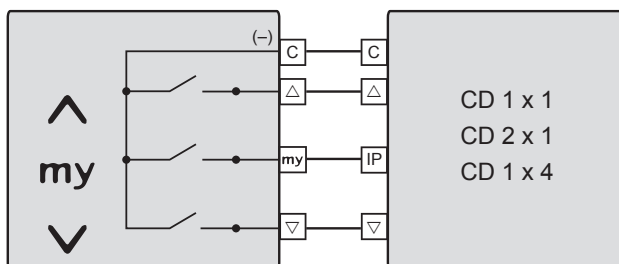 (–)
C C
△ △
my my IP
▽ ▽
CD 1 x 1
CD 2 x 1
CD 1 x 4